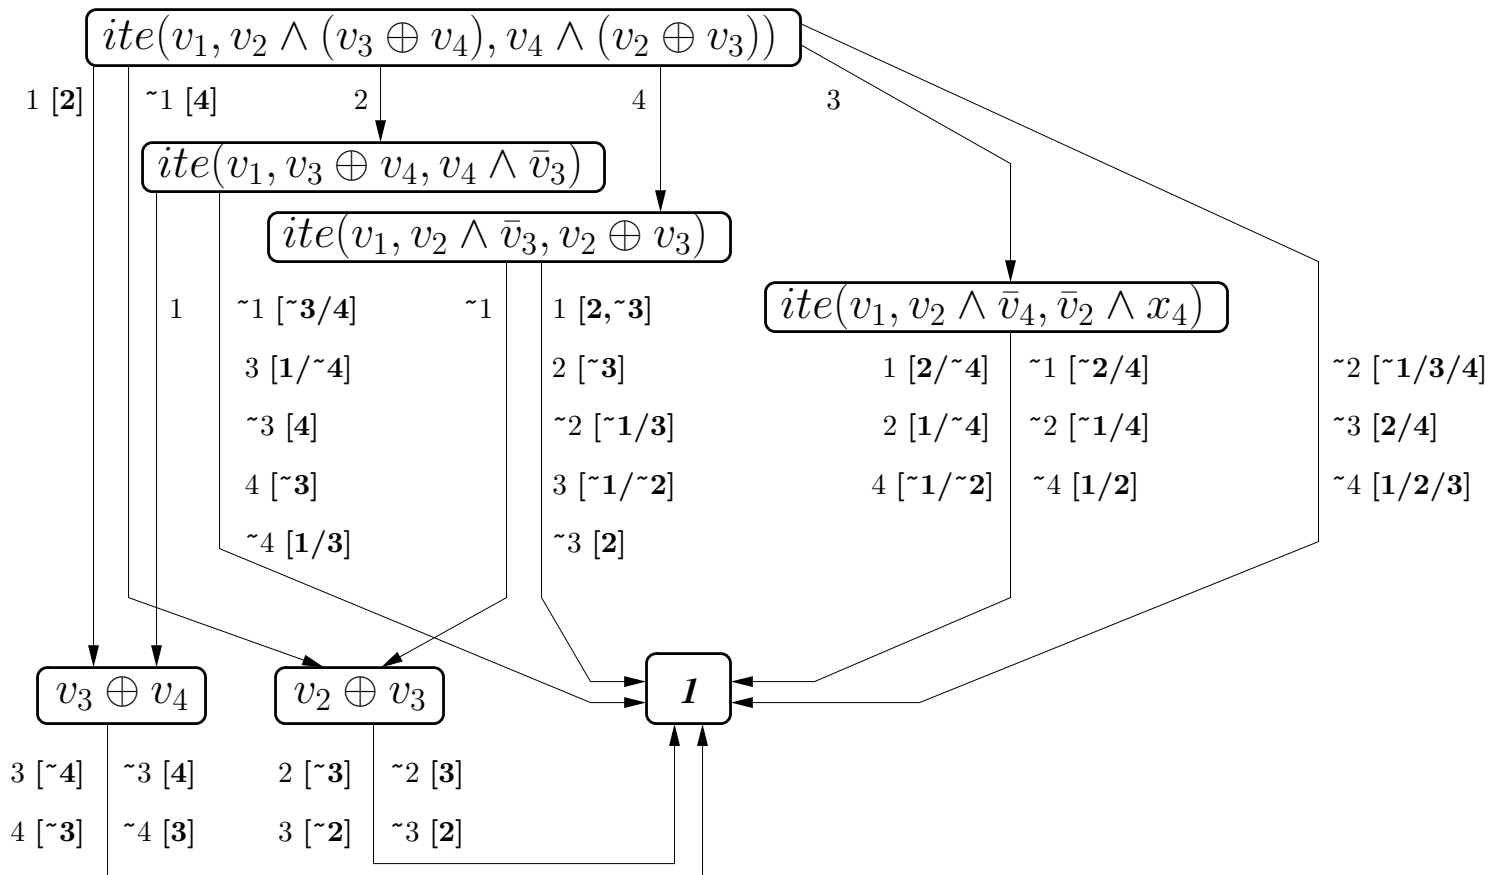 ite(v₁, v₂ ∧ (v₃ ⊕ v₄), v₄ ∧ (v₂ ⊕ v₃))
1 [2] ~1 [4] 2 4 3
ite(v₁, v₃ ⊕ v₄, v₄ ∧ v̄₃)
ite(v₁, v₂ ∧ v̄₃, v₂ ⊕ v₃)
ite(v₁, v₂ ∧ v̄₄, v̄₂ ∧ x₄)
1 ~1 [~3/4] ~1 1 [2,~3]
3 [1/~4] 2 [~3] 1 [2/~4] ~1 [~2/4] ~2 [~1/3/4]
~3 [4] ~2 [~1/3] 2 [1/~4] ~2 [~1/4] ~3 [2/4]
4 [~3] 3 [~1/~2] 4 [~1/~2] ~4 [1/2] ~4 [1/2/3]
~4 [1/3] ~3 [2]
v₃ ⊕ v₄ v₂ ⊕ v₃ 1
3 [~4] ~3 [4] 2 [~3] ~2 [3]
4 [~3] ~4 [3] 3 [~2] ~3 [2]